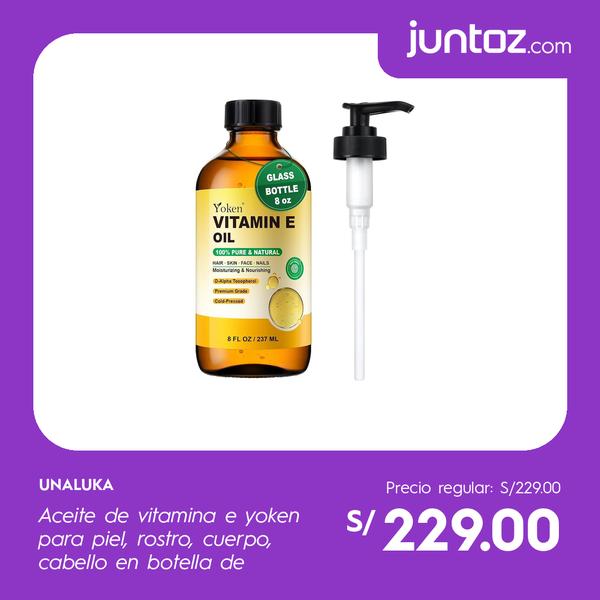 juntoz.com
GLASS
BOTTLE
8 oz
Yoken
VITAMIN E
OIL
100% PURE & NATURAL
HAIR · SKIN · FACE · NAILS
Moisturizing & Nourishing
D-Alpha Tocopherol
Premium Grade
Cold-Pressed
8 FL OZ / 237 ML
UNALUKA
Aceite de vitamina e yoken
para piel, rostro, cuerpo,
cabello en botella de
Precio regular: S/229.00
S/ 229.00